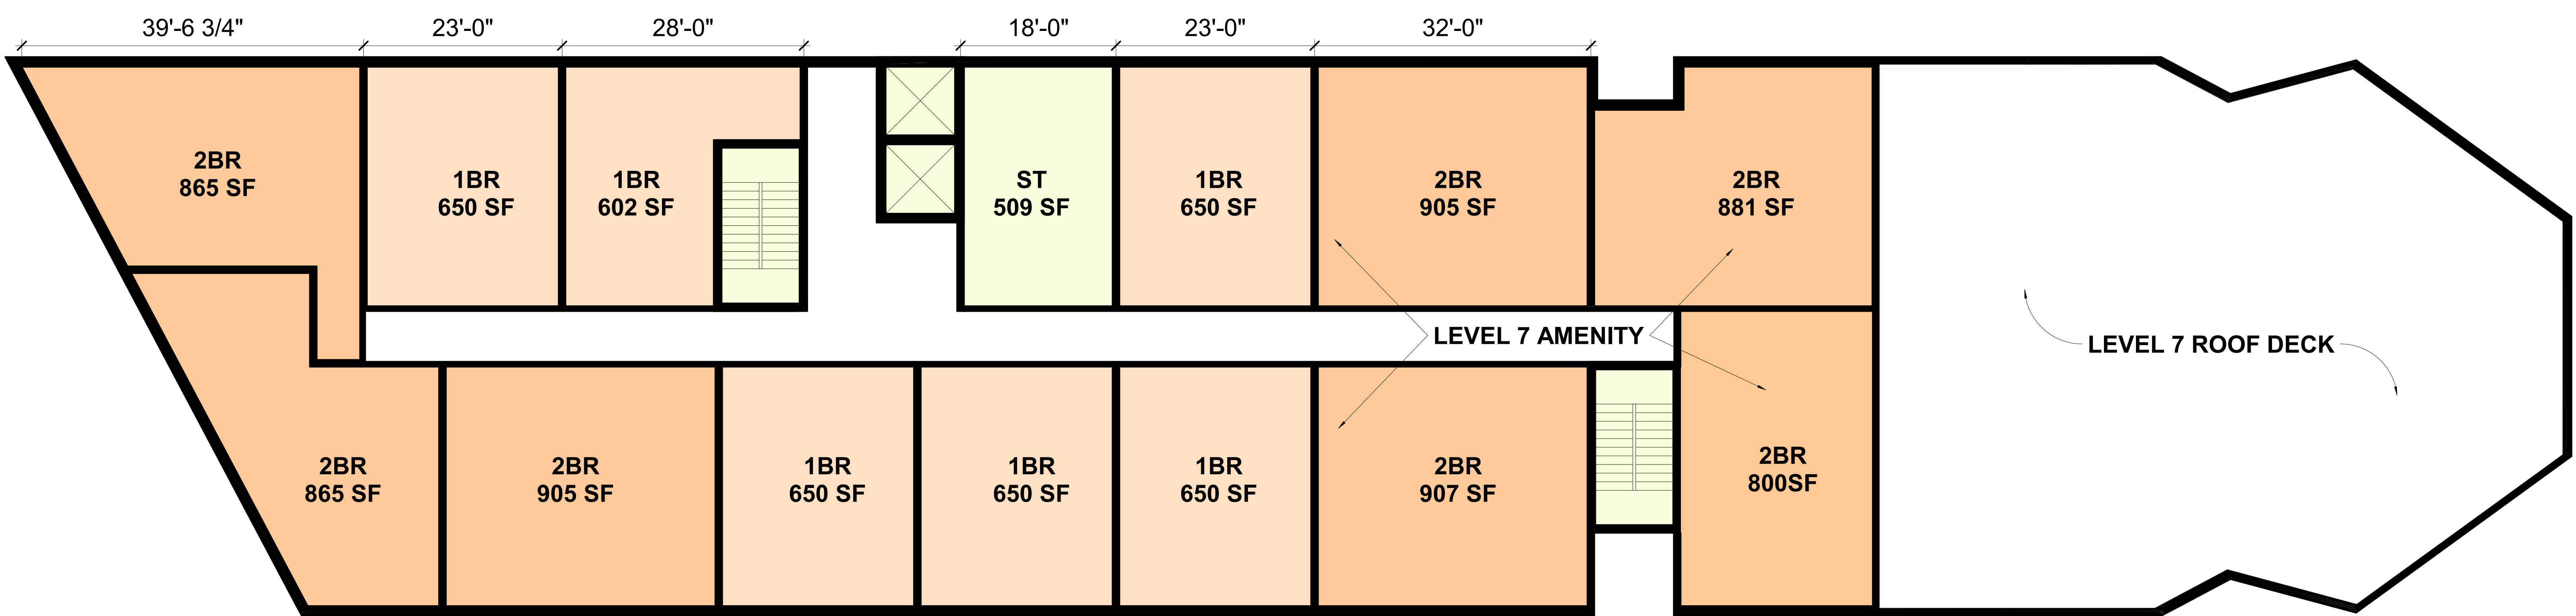 39'-6 3/4"
23'-0"
28'-0"
18'-0"
23'-0"
32'-0"
2BR
865 SF
1BR
650 SF
1BR
602 SF
ST
509 SF
1BR
650 SF
2BR
905 SF
2BR
881 SF
LEVEL 7 AMENITY
LEVEL 7 ROOF DECK
2BR
865 SF
2BR
905 SF
1BR
650 SF
1BR
650 SF
1BR
650 SF
2BR
907 SF
2BR
800SF